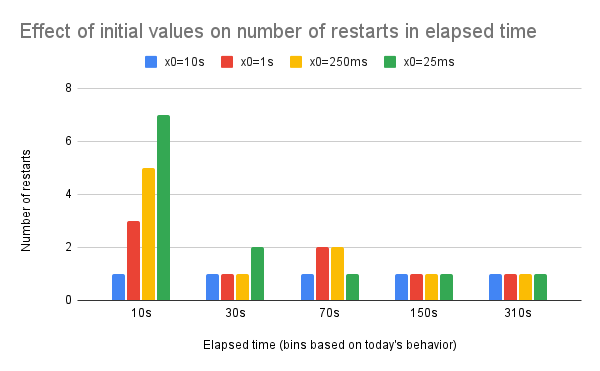 Effect of initial values on number of restarts in elapsed time
x0=10s x0=1s x0=250ms x0=25ms
Number of restarts
8
6
4
2
0
10s 30s 70s 150s 310s
Elapsed time (bins based on today's behavior)